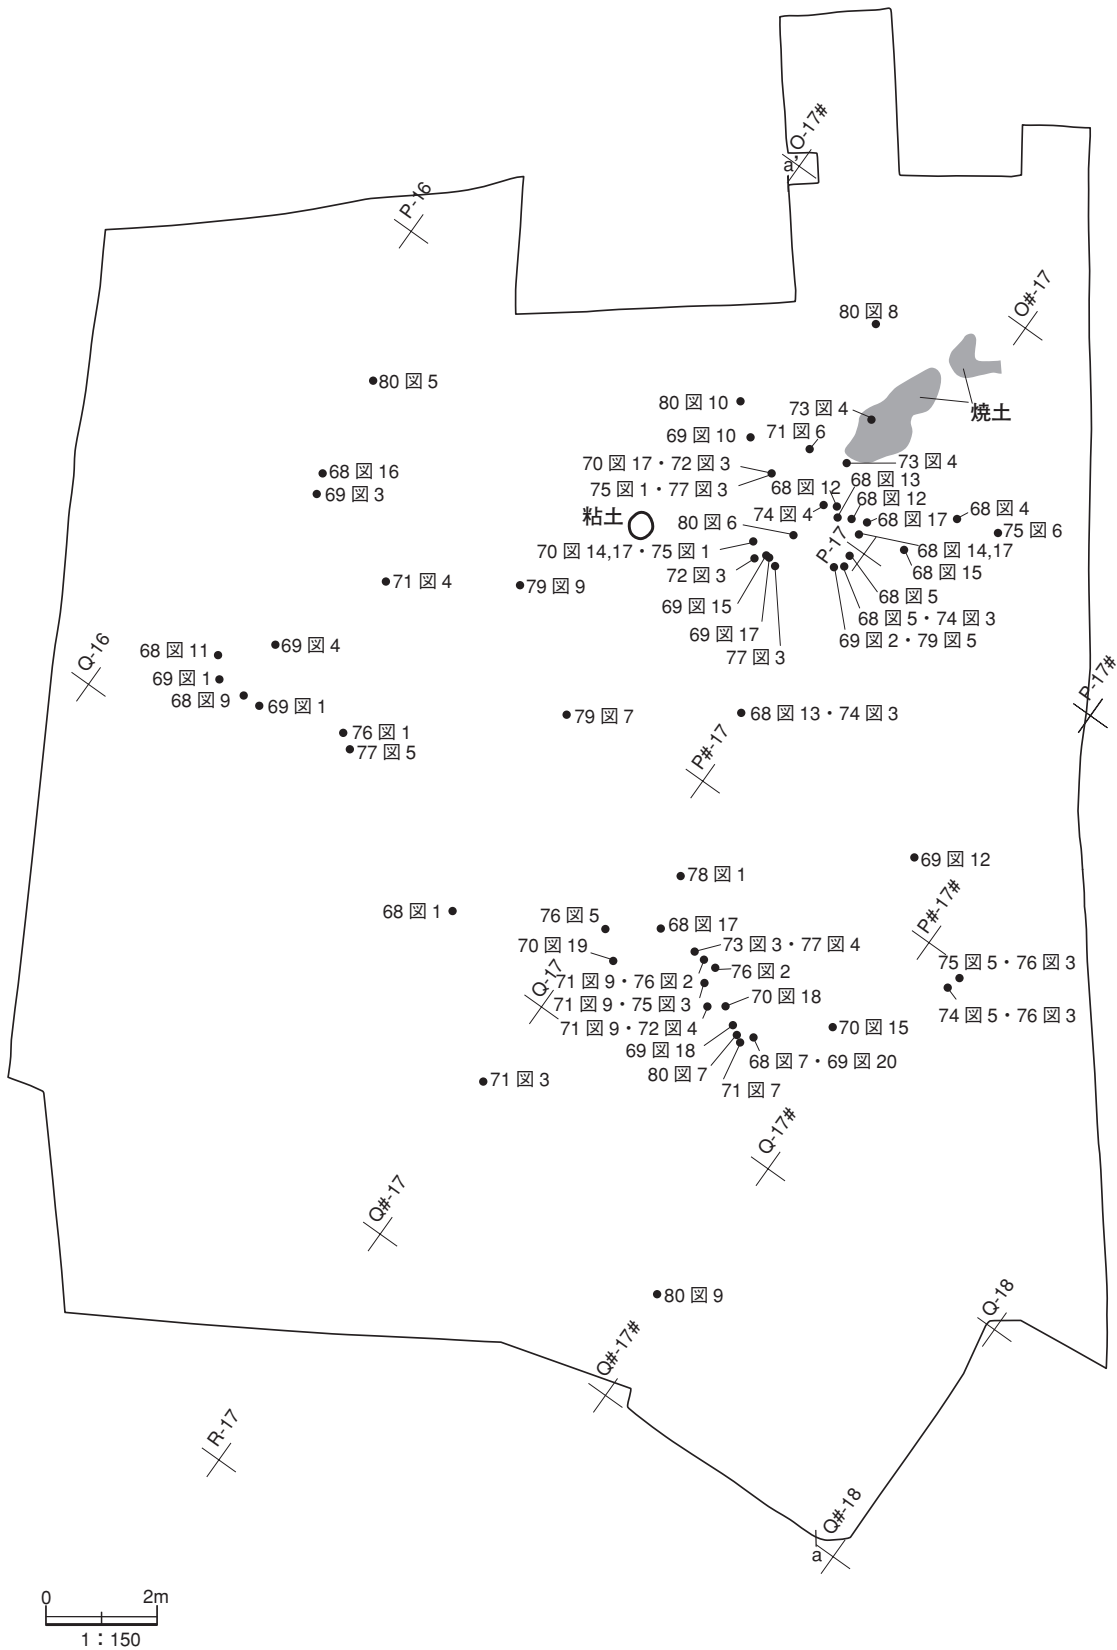 O-17#
a'
P-16
O#-17
80 図 8
80 図 5
80 図 10
73 図 4
焼土
69 図 10
71 図 6
70 図 17・72 図 3
73 図 4
68 図 16
75 図 1・77 図 3
68 図 12
68 図 13
69 図 3
68 図 12
粘土
80 図 6
74 図 4
68 図 17
68 図 4
75 図 6
70 図 14,17・75 図 1
P-17
68 図 14,17
72 図 3
68 図 15
71 図 4
79 図 9
69 図 15
68 図 5
68 図 5・74 図 3
69 図 17
69 図 2・79 図 5
77 図 3
Q-16
68 図 11
69 図 4
69 図 1
68 図 9
69 図 1
P-17#
79 図 7
68 図 13・74 図 3
76 図 1
77 図 5
P#-17
69 図 12
78 図 1
68 図 1
76 図 5
68 図 17
P#-17#
70 図 19
73 図 3・77 図 4
75 図 5・76 図 3
Q-17
71 図 9・76 図 2
76 図 2
71 図 9・75 図 3
70 図 18
74 図 5・76 図 3
71 図 9・72 図 4
70 図 15
69 図 18
68 図 7・69 図 20
80 図 7
71 図 3
71 図 7
Q-17#
Q#-17
80 図 9
Q-18
Q#-17#
R-17
Q#-18
a
0 2m
1：150